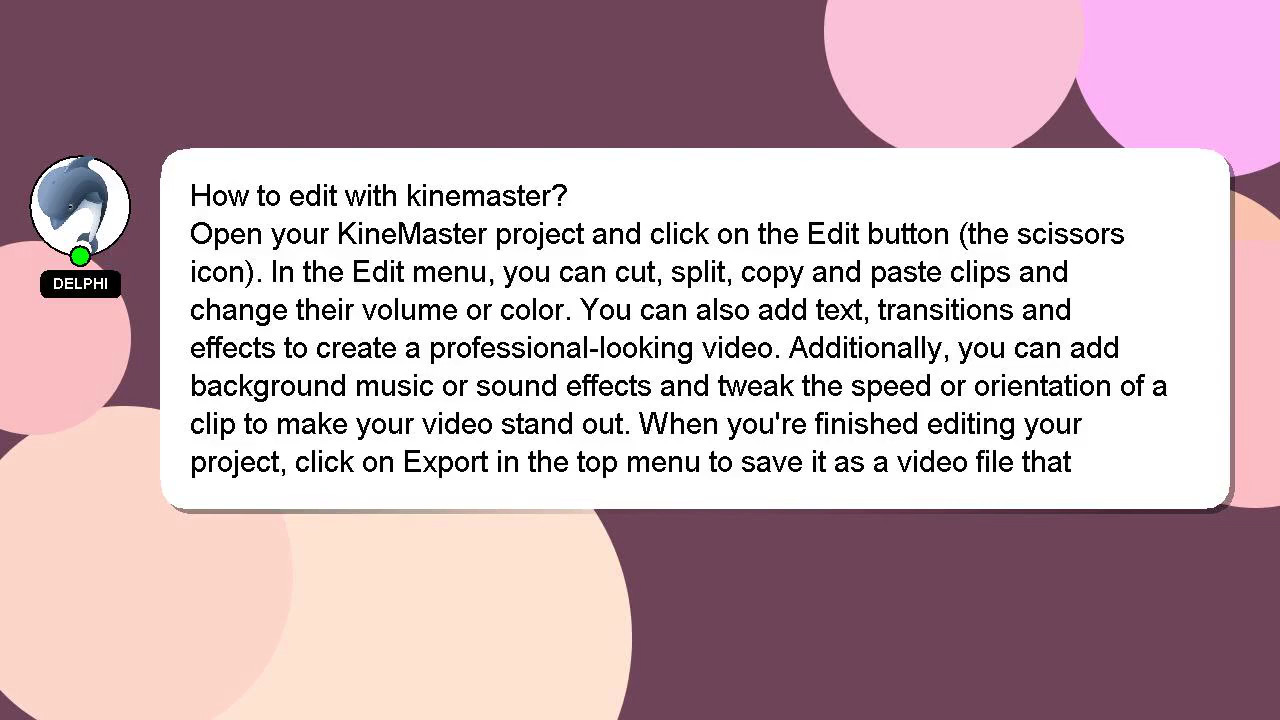 How to edit with kinemaster?
Open your KineMaster project and click on the Edit button (the scissors
icon). In the Edit menu, you can cut, split, copy and paste clips and
change their volume or color. You can also add text, transitions and
effects to create a professional-looking video. Additionally, you can add
background music or sound effects and tweak the speed or orientation of a
clip to make your video stand out. When you're finished editing your
project, click on Export in the top menu to save it as a video file that
DELPHI